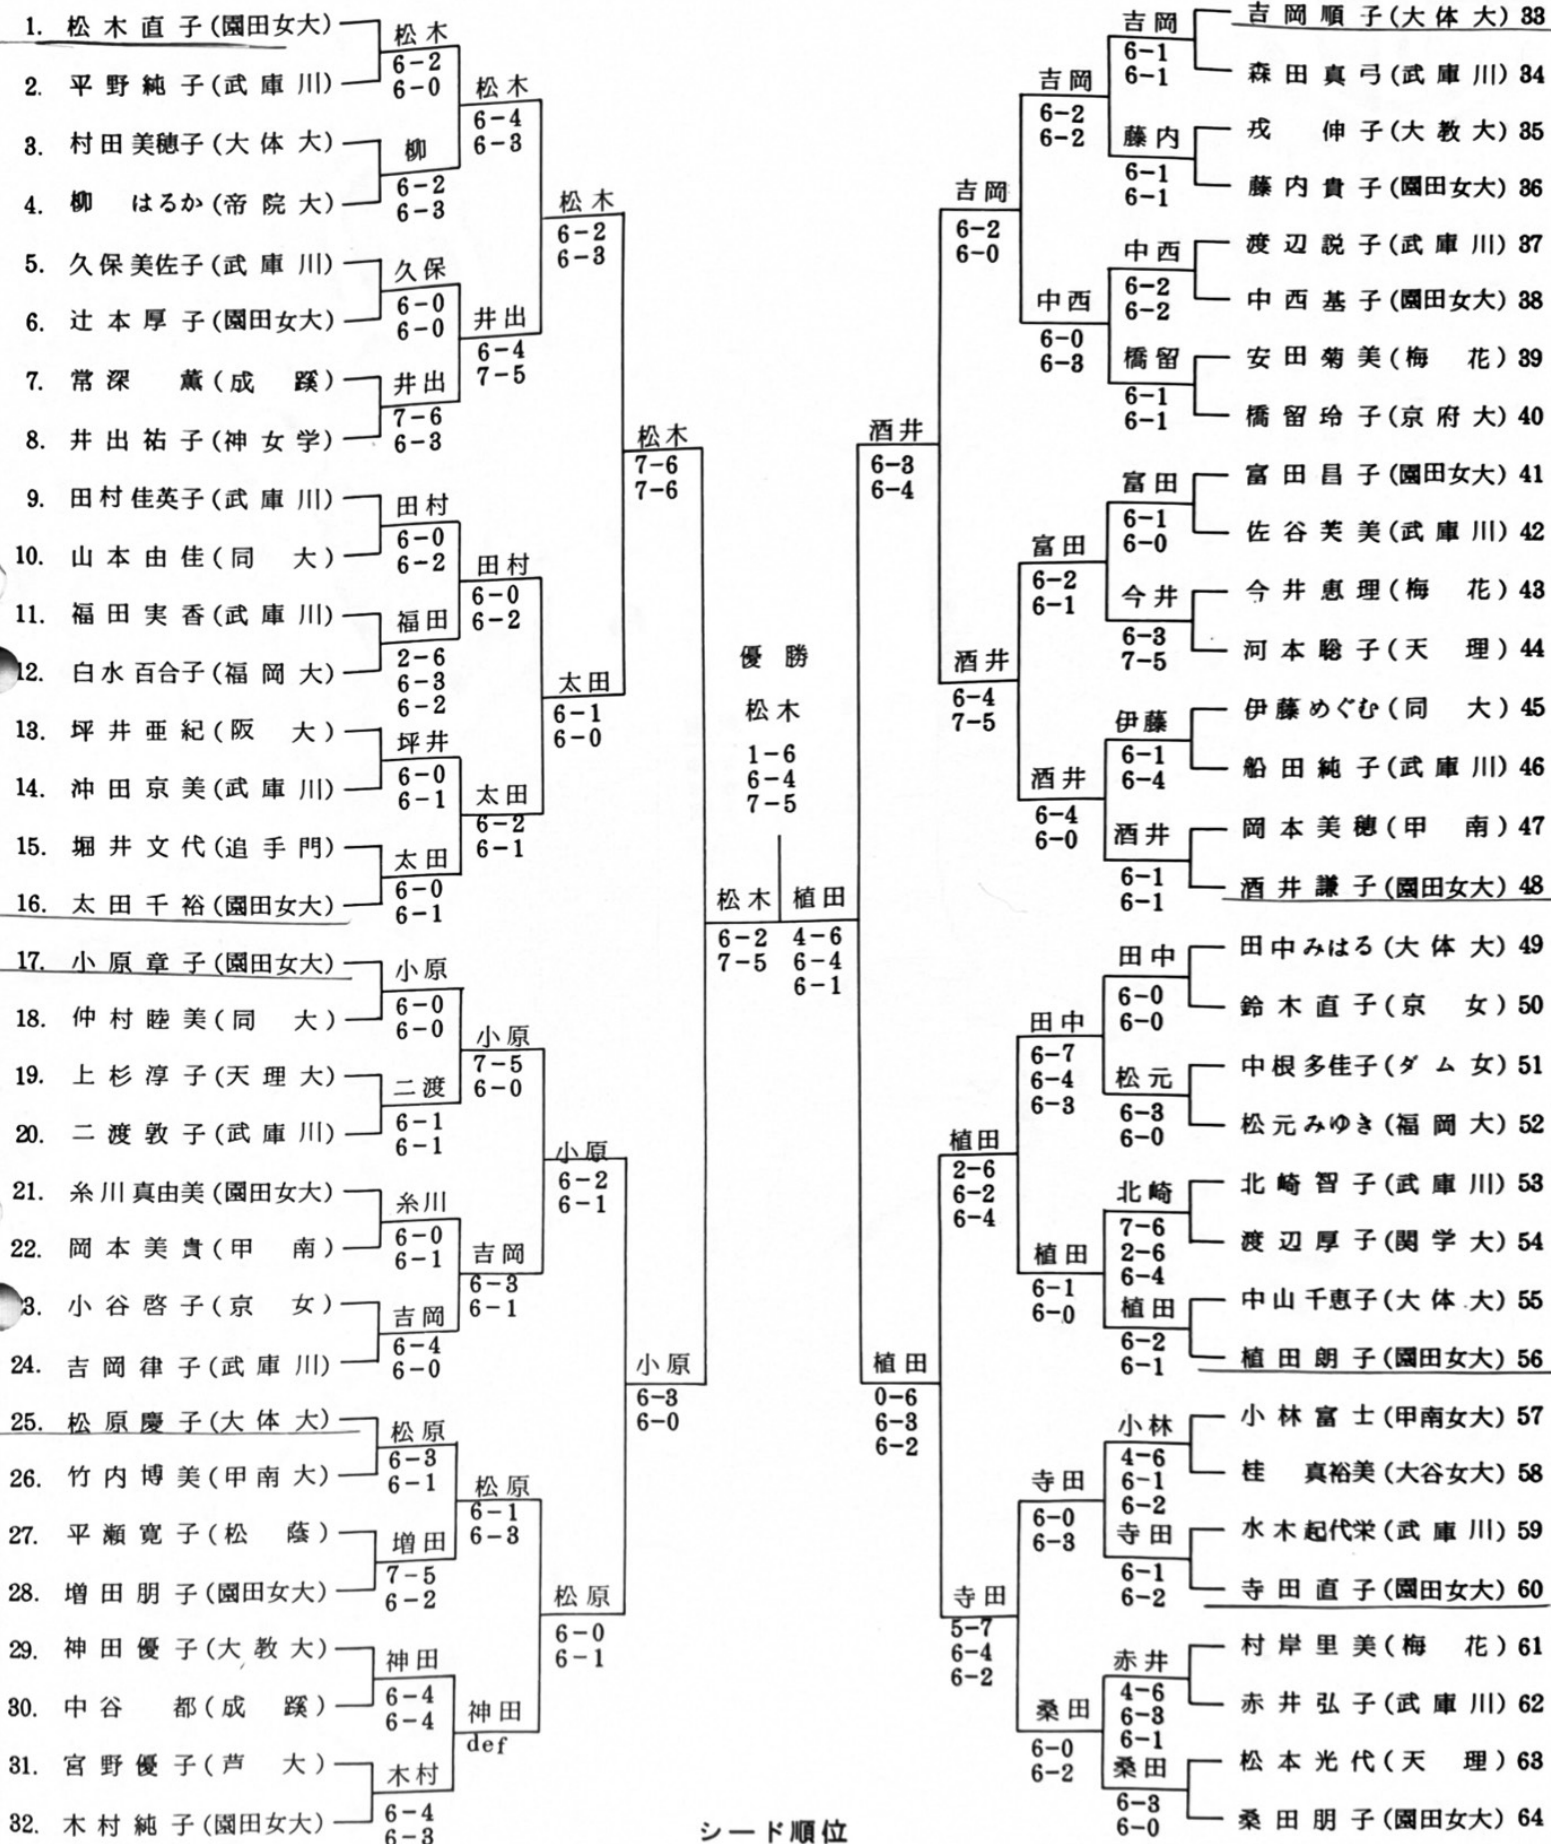 1. 松木直子(園田女大)
2. 平野純子(武庫川)
3. 村田美穂子(大体大)
4. 柳 はるか(帝院大)
5. 久保美佐子(武庫川)
6. 辻本厚子(園田女大)
7. 常深 薫(成 蹊)
8. 井出祐子(神女学)
9. 田村佳英子(武庫川)
10. 山本由佳(同 大)
11. 福田実香(武庫川)
12. 白水百合子(福岡大)
13. 坪井亜紀(阪 大)
14. 沖田京美(武庫川)
15. 堀井文代(追手門)
16. 太田千裕(園田女大)
17. 小原章子(園田女大)
18. 仲村睦美(同 大)
19. 上杉淳子(天理大)
20. 二渡敦子(武庫川)
21. 糸川真由美(園田女大)
22. 岡本美貴(甲 南)
3. 小谷啓子(京 女)
24. 吉岡律子(武庫川)
25. 松原慶子(大体大)
26. 竹内博美(甲南大)
27. 平瀬寛子(松 蔭)
28. 増田朋子(園田女大)
29. 神田優子(大教大)
30. 中谷 都(成 蹊)
31. 宮野優子(芦 大)
32. 木村純子(園田女大)
松木
6-2
6-0
柳
6-2
6-3
久保
6-0
6-0
井出
7-6
6-3
田村
6-0
6-2
福田
2-6
6-3
6-2
坪井
6-0
6-1
太田
6-0
6-1
小原
6-0
6-0
二渡
6-1
6-1
糸川
6-0
6-1
吉岡
6-4
6-0
松原
6-3
6-1
増田
7-5
6-2
神田
6-4
6-4
木村
6-4
6-3
松木
6-4
6-3
井出
6-4
7-5
田村
6-0
6-2
太田
6-2
6-1
小原
7-5
6-0
吉岡
6-3
6-1
松原
6-1
6-3
神田
def
松木
6-2
6-3
太田
6-1
6-0
小原
6-2
6-1
松原
6-0
6-1
松木
7-6
7-6
小原
6-3
6-0
優勝
松木
1-6
6-4
7-5
松木
6-2
7-5
植田
4-6
6-4
6-1
シード順位
酒井
6-3
6-4
植田
0-6
6-3
6-2
吉岡
6-2
6-0
酒井
6-4
7-5
植田
2-6
6-2
6-4
寺田
5-7
6-4
6-2
吉岡
6-2
6-2
中西
6-0
6-3
富田
6-2
6-1
酒井
6-4
6-0
田中
6-7
6-4
6-3
植田
6-1
6-0
寺田
6-0
6-3
桑田
6-0
6-2
吉岡
6-1
6-1
藤内
6-1
6-1
中西
6-2
6-2
橋留
6-1
6-1
富田
6-1
6-0
今井
6-3
7-5
伊藤
6-1
6-4
酒井
6-1
6-1
田中
6-0
6-0
松元
6-3
6-0
北崎
7-6
2-6
6-4
植田
6-2
6-1
小林
4-6
6-1
6-2
寺田
6-1
6-2
赤井
4-6
6-3
6-1
桑田
6-3
6-0
吉岡順子(大体大) 33
森田真弓(武庫川) 34
戎 伸子(大教大) 35
藤内貴子(園田女大) 36
渡辺説子(武庫川) 37
中西基子(園田女大) 38
安田菊美(梅 花) 39
橋留玲子(京府大) 40
富田昌子(園田女大) 41
佐谷芙美(武庫川) 42
今井恵理(梅 花) 43
河本聡子(天 理) 44
伊藤めぐむ(同 大) 45
船田純子(武庫川) 46
岡本美穂(甲 南) 47
酒井謙子(園田女大) 48
田中みはる(大体大) 49
鈴木直子(京 女) 50
中根多佳子(ダム女) 51
松元みゆき(福岡大) 52
北崎智子(武庫川) 53
渡辺厚子(関学大) 54
中山千恵子(大体大) 55
植田朗子(園田女大) 56
小林富士(甲南女大) 57
桂 真裕美(大谷女大) 58
水木起代栄(武庫川) 59
寺田直子(園田女大) 60
村岸里美(梅 花) 61
赤井弘子(武庫川) 62
松本光代(天 理) 63
桑田朋子(園田女大) 64